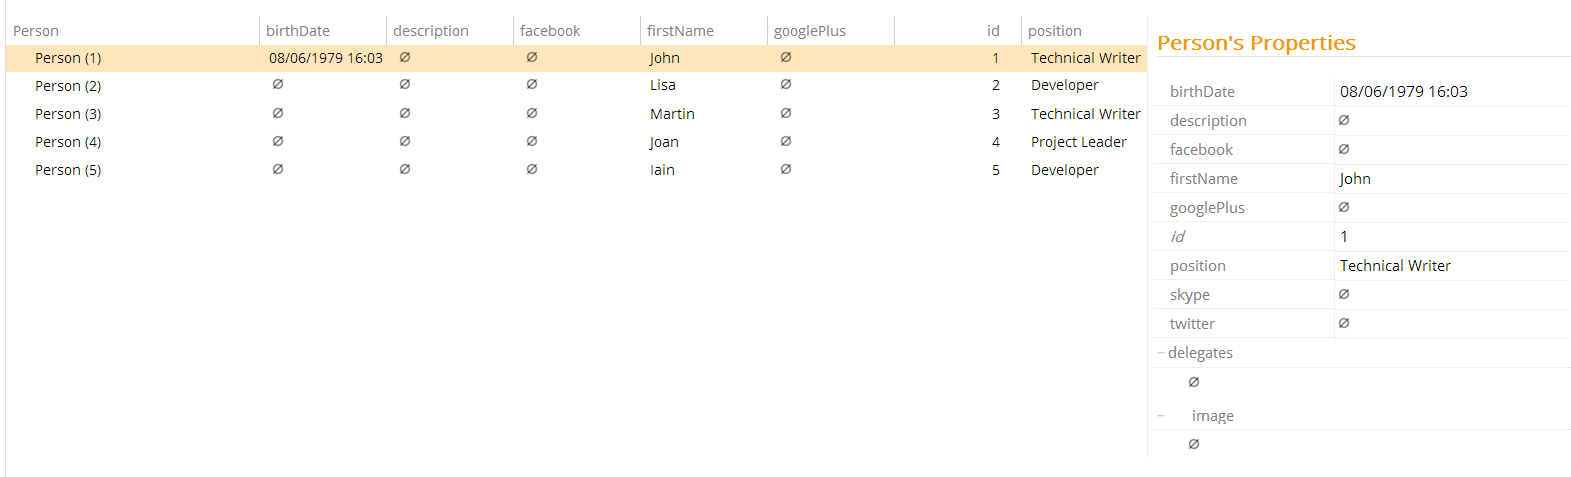 Person birthDate description facebook firstName googlePlus id position
Person (1) 08/06/1979 16:03 ∅ ∅ John ∅ 1 Technical Writer
Person (2) ∅ ∅ ∅ Lisa ∅ 2 Developer
Person (3) ∅ ∅ ∅ Martin ∅ 3 Technical Writer
Person (4) ∅ ∅ ∅ Joan ∅ 4 Project Leader
Person (5) ∅ ∅ ∅ Iain ∅ 5 Developer
Person's Properties
birthDate 08/06/1979 16:03
description ∅
facebook ∅
firstName John
googlePlus ∅
id 1
position Technical Writer
skype ∅
twitter ∅
delegates
∅
image
∅